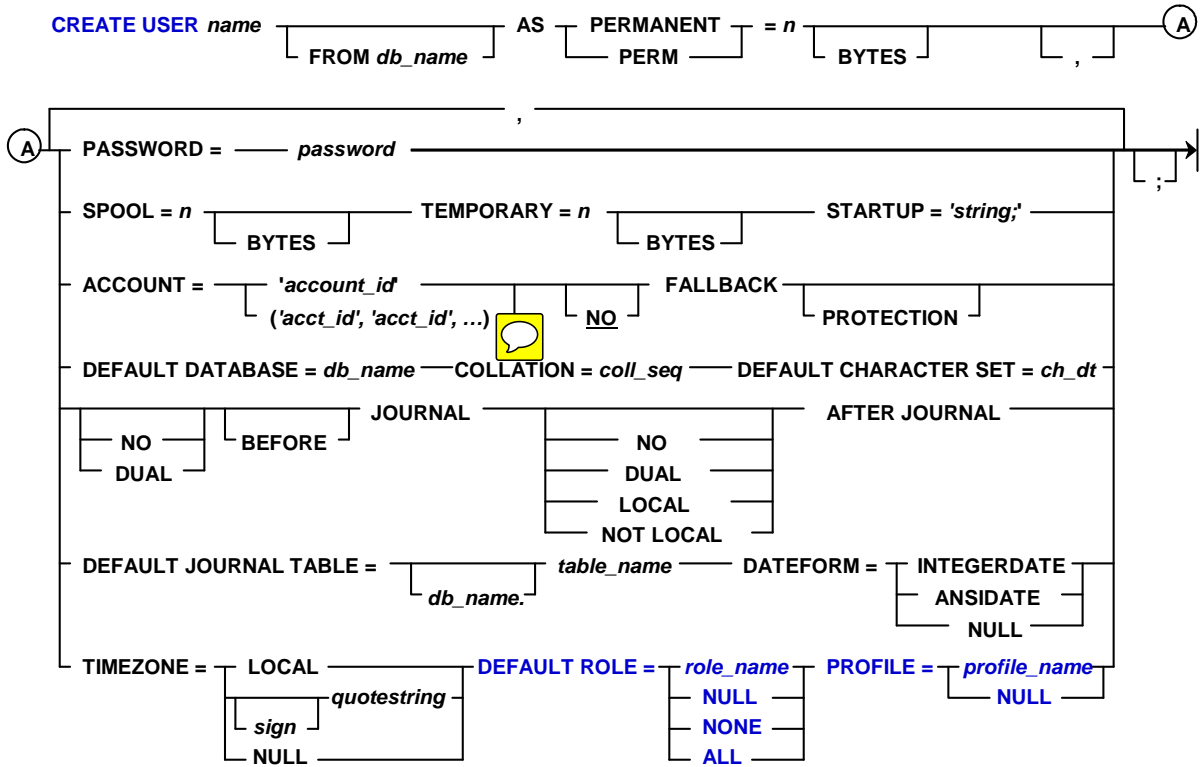 CREATE USER name FROM db_name AS PERMANENT PERM = n BYTES , A
,
A PASSWORD = password ;
SPOOL = n BYTES TEMPORARY = n BYTES STARTUP = 'string;'
ACCOUNT = 'account_id' ('acct_id', 'acct_id', …) NO FALLBACK PROTECTION
DEFAULT DATABASE = db_name COLLATION = coll_seq DEFAULT CHARACTER SET = ch_dt
NO DUAL BEFORE JOURNAL NO DUAL LOCAL NOT LOCAL AFTER JOURNAL
DEFAULT JOURNAL TABLE = db_name. table_name DATEFORM = INTEGERDATE ANSIDATE NULL
TIMEZONE = LOCAL sign quotestring NULL DEFAULT ROLE = role_name NULL NONE ALL PROFILE = profile_name NULL